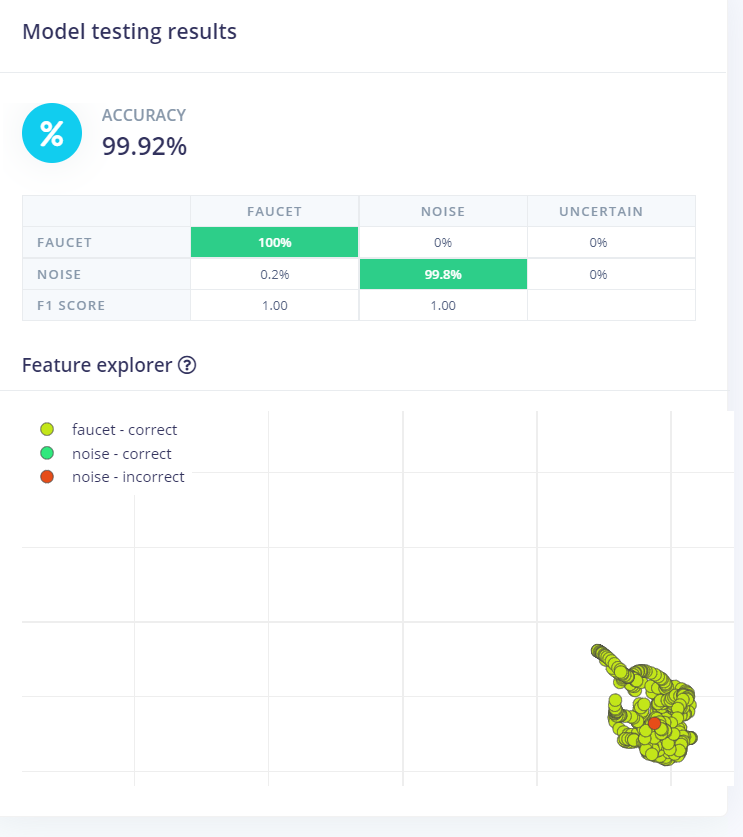 Model testing results
%
ACCURACY
99.92%
FAUCET NOISE UNCERTAIN
FAUCET 100% 0% 0%
NOISE 0.2% 99.8% 0%
F1 SCORE 1.00 1.00
Feature explorer ?
faucet - correct
noise - correct
noise - incorrect